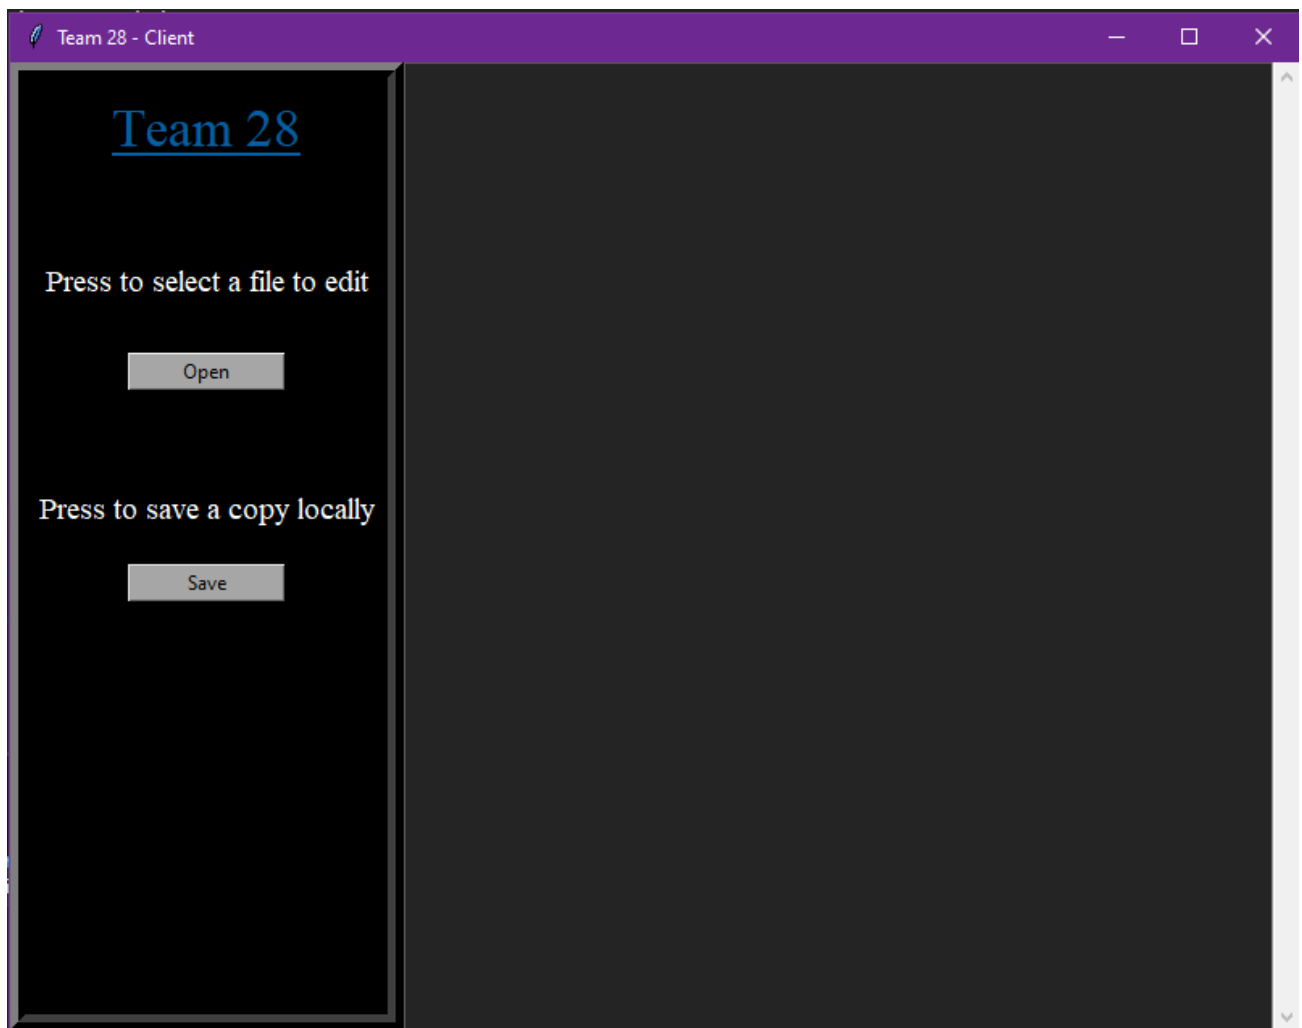 Team 28 - Client
Team 28
Press to select a file to edit
Open
Press to save a copy locally
Save